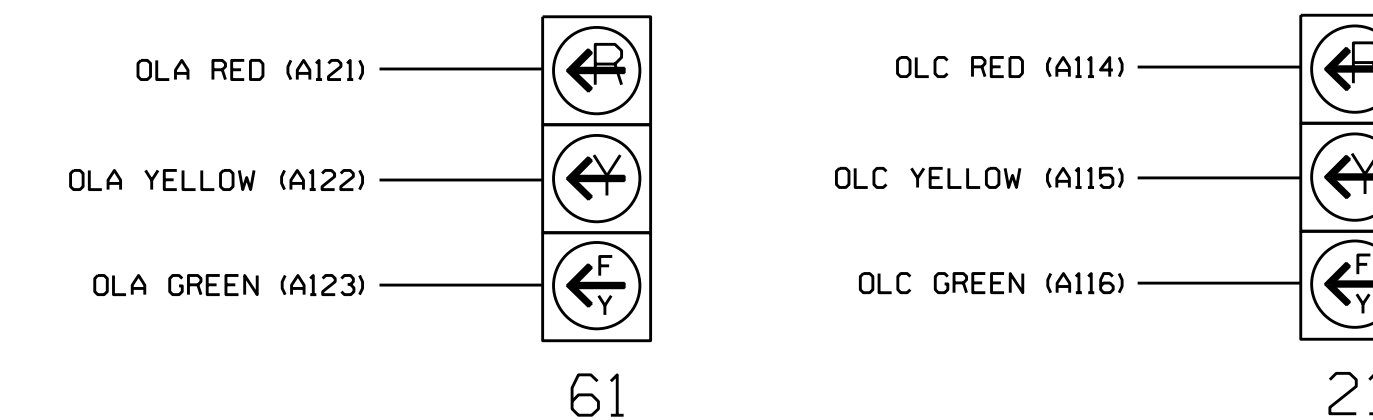 OLA RED (A121)
R
OLA YELLOW (A122)
Y
OLA GREEN (A123)
F
Y
61
OLC RED (A114)
OLC YELLOW (A115)
Y
OLC GREEN (A116)
F
Y
21